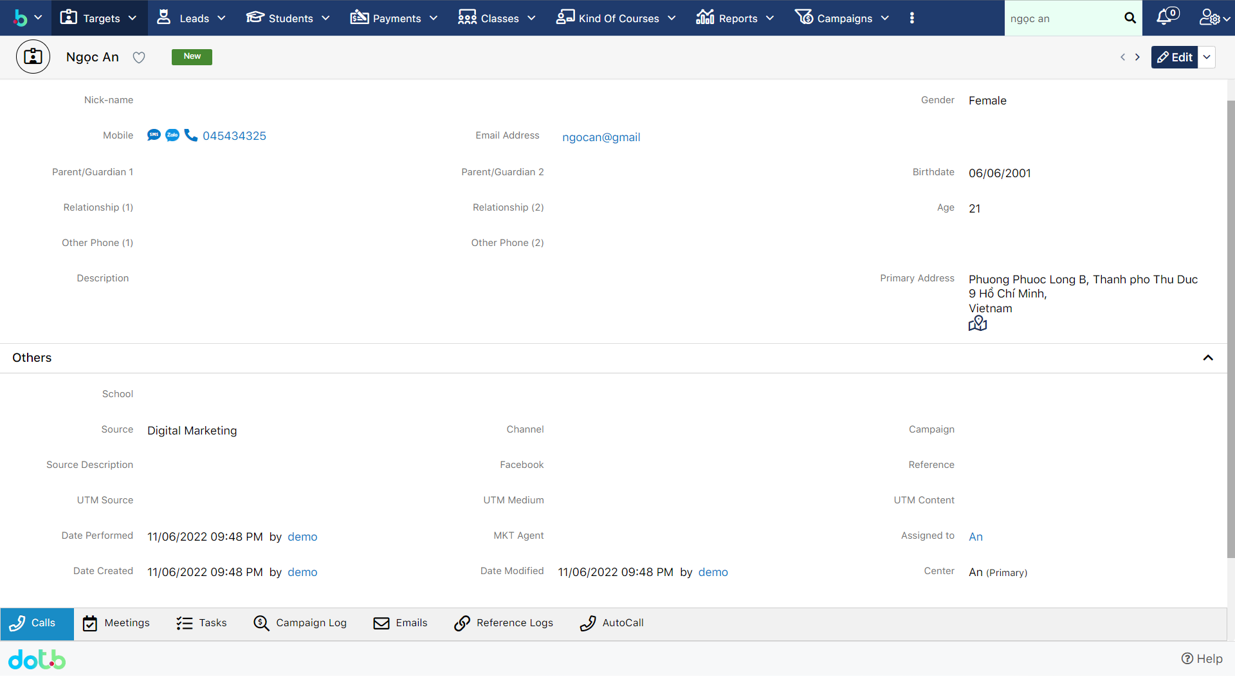 Targets Leads Students Payments Classes Kind Of Courses Reports Campaigns ngọc an 0
Ngọc An New Edit
Nick-name Gender Female
Mobile SMS Zalo 045434325 Email Address ngocan@gmail
Parent/Guardian 1 Parent/Guardian 2 Birthdate 06/06/2001
Relationship (1) Relationship (2) Age 21
Other Phone (1) Other Phone (2)
Description Primary Address Phuong Phuoc Long B, Thanh pho Thu Duc
9 Hồ Chí Minh,
Vietnam
Others
School
Source Digital Marketing Channel Campaign
Source Description Facebook Reference
UTM Source UTM Medium UTM Content
Date Performed 11/06/2022 09:48 PM by demo MKT Agent Assigned to An
Date Created 11/06/2022 09:48 PM by demo Date Modified 11/06/2022 09:48 PM by demo Center An (Primary)
Calls Meetings Tasks Campaign Log Emails Reference Logs AutoCall
dotb Help